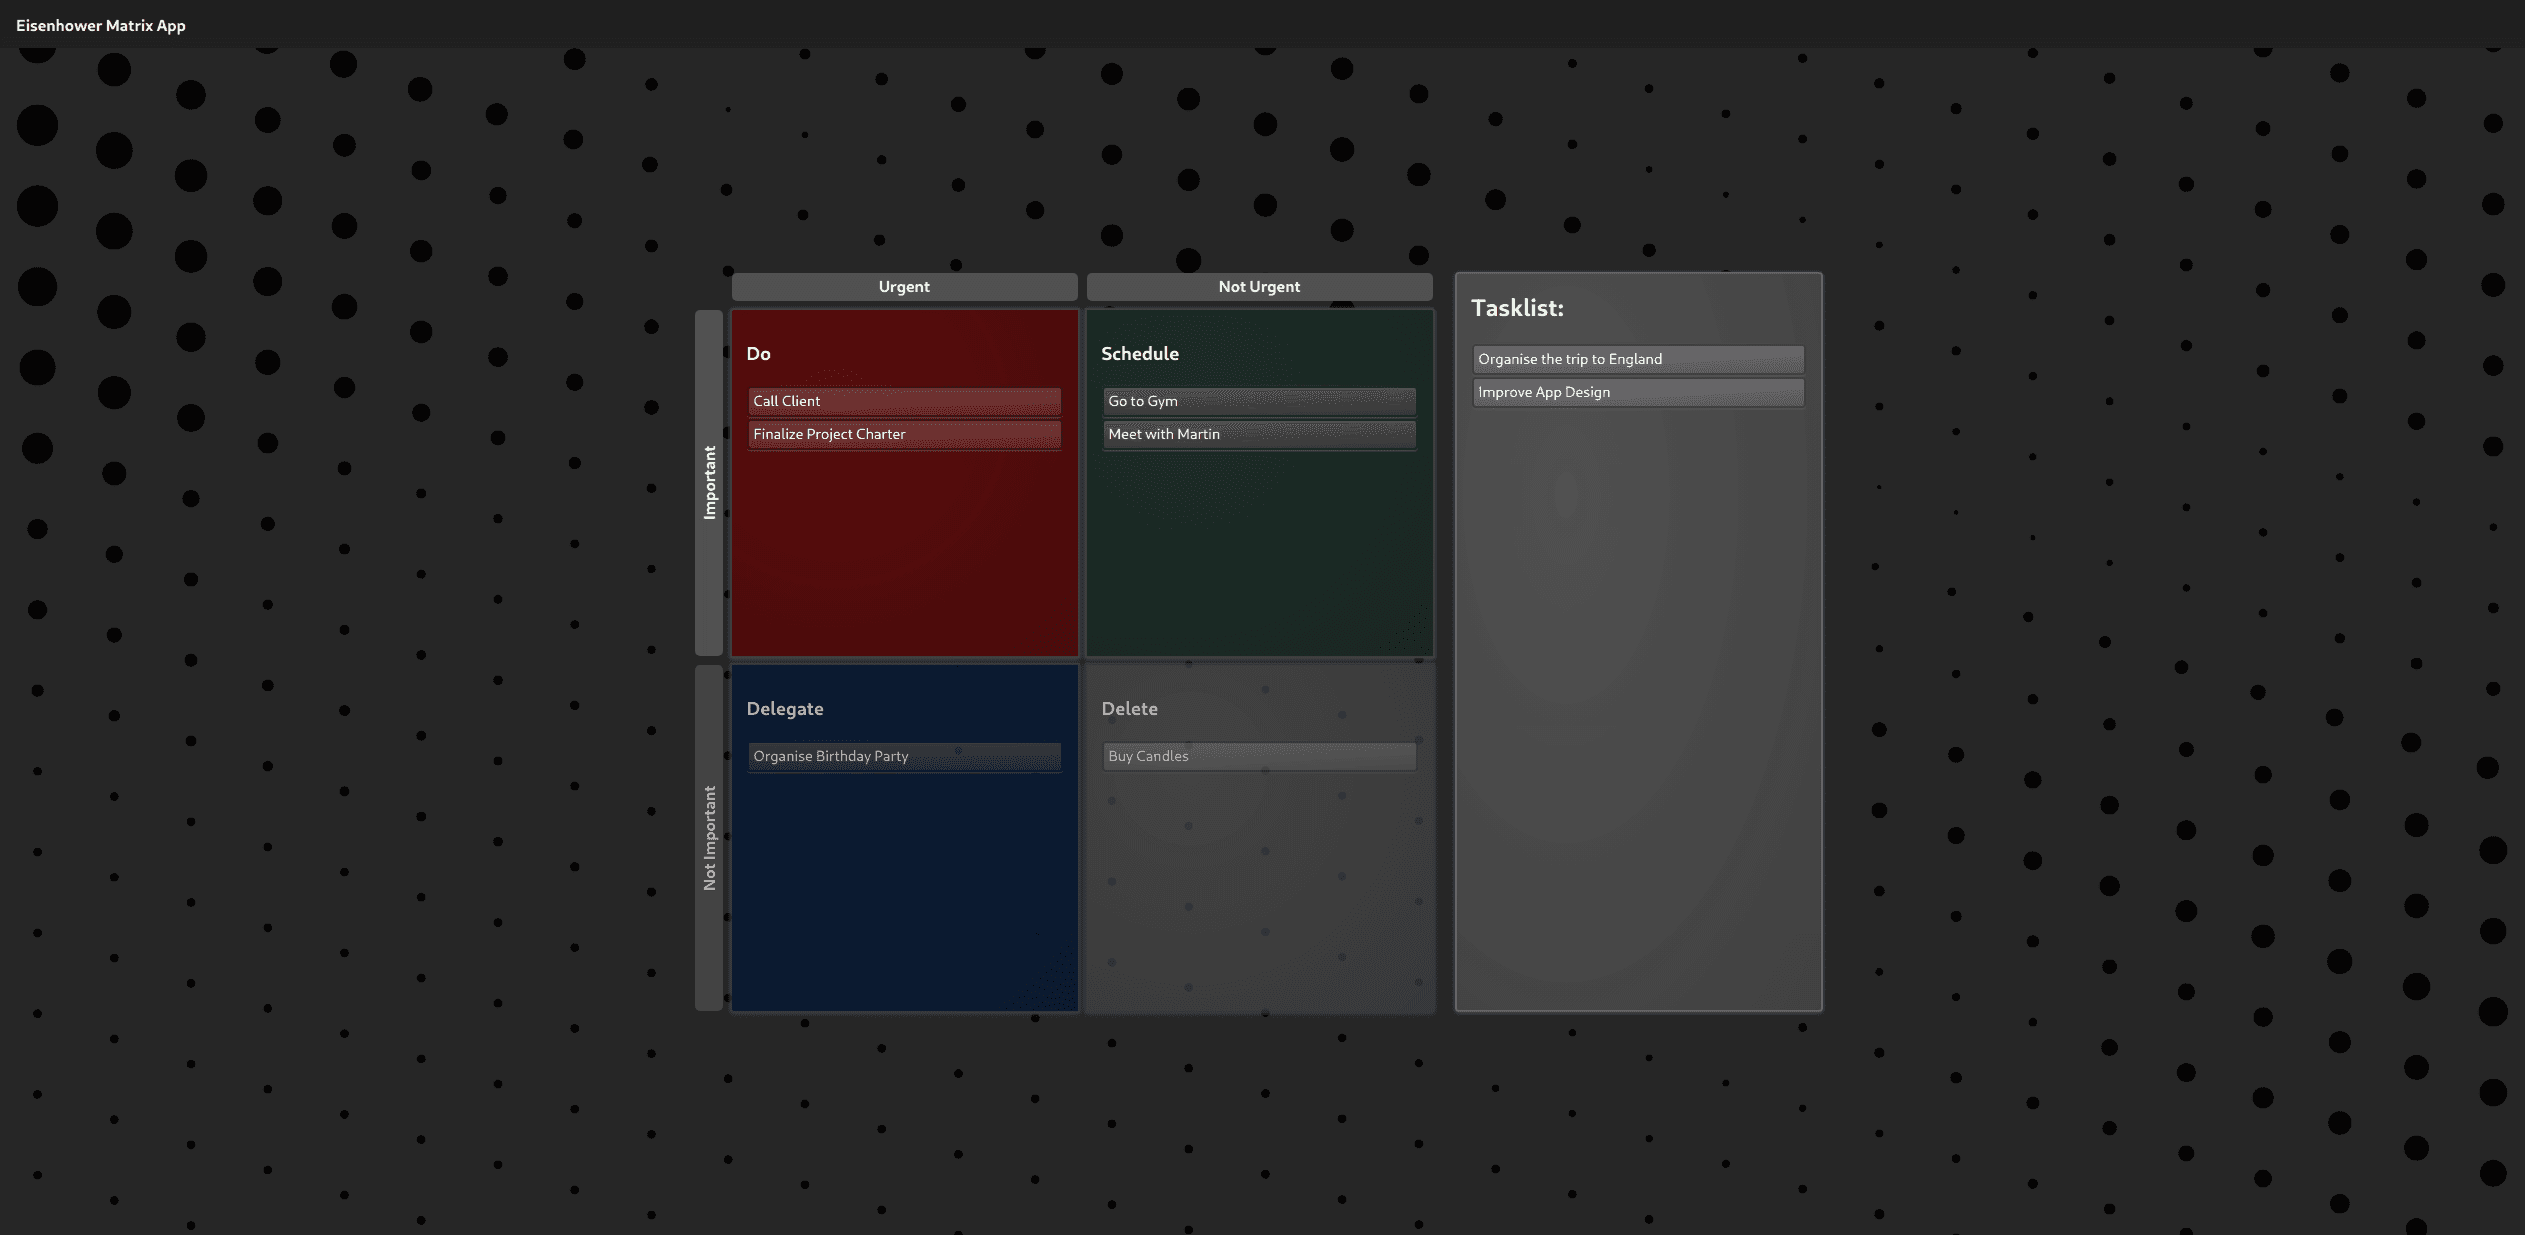 Eisenhower Matrix App
Urgent
Not Urgent
Important
Do
Call Client
Finalize Project Charter
Schedule
Go to Gym
Meet with Martin
Not Important
Delegate
Organise Birthday Party
Delete
Buy Candles
Tasklist:
Organise the trip to England
Improve App Design